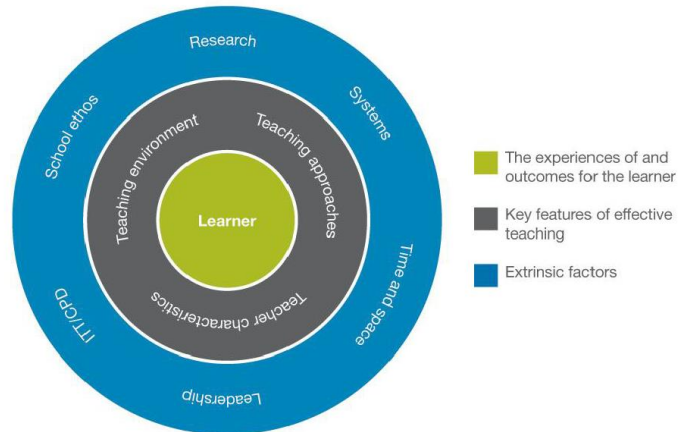 Research
Systems
Time and space
Leadership
ITT/CPD
School ethos
Teaching environment
Teaching approaches
Teacher characteristics
Learner
The experiences of and
outcomes for the learner
Key features of effective
teaching
Extrinsic factors